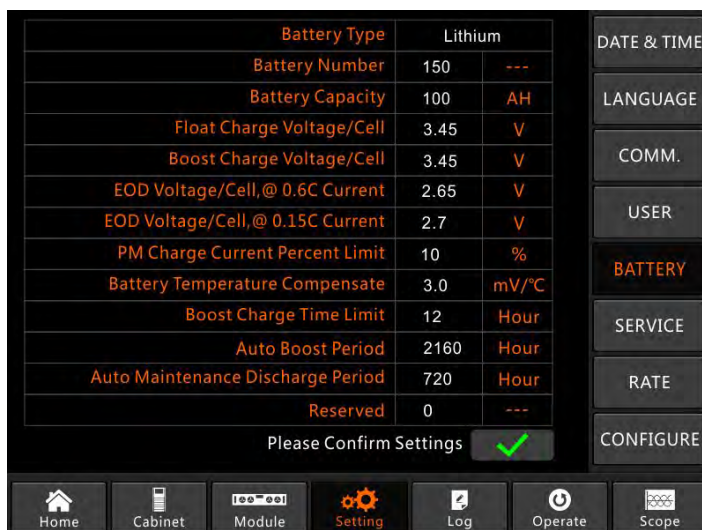 Battery Type Lithium
Battery Number 150 ---
Battery Capacity 100 AH
Float Charge Voltage/Cell 3.45 V
Boost Charge Voltage/Cell 3.45 V
EOD Voltage/Cell,@ 0.6C Current 2.65 V
EOD Voltage/Cell,@ 0.15C Current 2.7 V
PM Charge Current Percent Limit 10 %
Battery Temperature Compensate 3.0 mV/℃
Boost Charge Time Limit 12 Hour
Auto Boost Period 2160 Hour
Auto Maintenance Discharge Period 720 Hour
Reserved 0 ---
Please Confirm Settings
DATE & TIME
LANGUAGE
COMM.
USER
BATTERY
SERVICE
RATE
CONFIGURE
Home Cabinet Module Setting Log Operate Scope